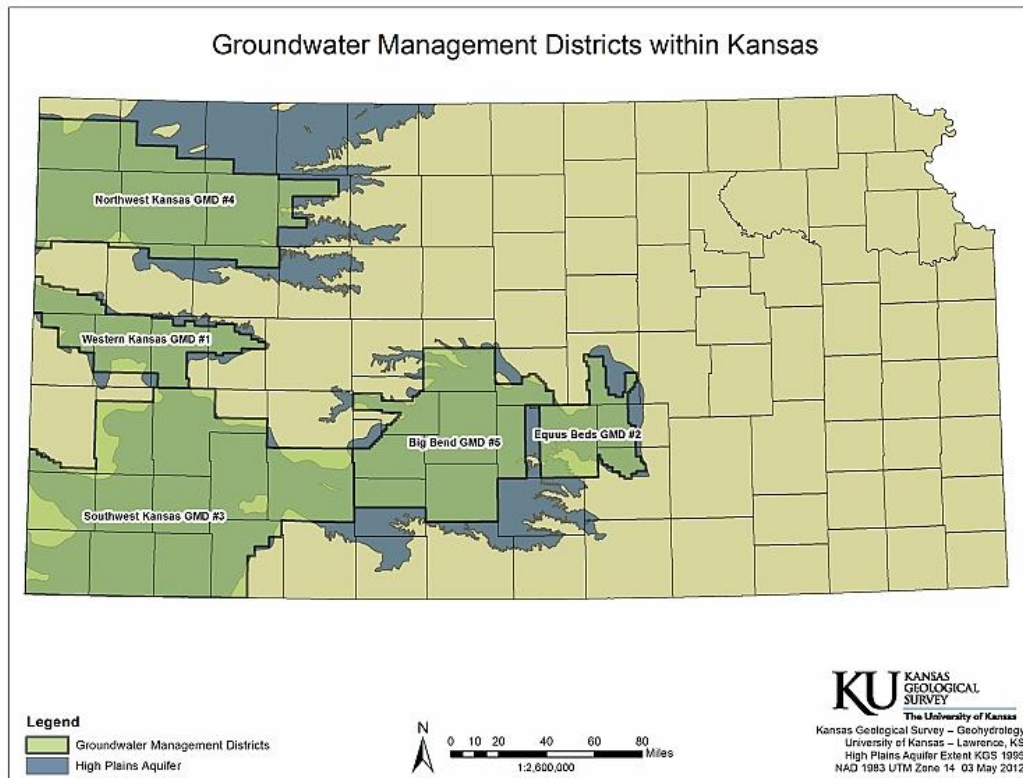 Groundwater Management Districts within Kansas
Northwest Kansas GMD #4
Western Kansas GMD #1
Big Bend GMD #5
Equus Beds GMD #2
Southwest Kansas GMD #3
Legend
Groundwater Management Districts
High Plains Aquifer
N
0 10 20 40 60 80
Miles
1:2,600,000
KU KANSAS
GEOLOGICAL
SURVEY
The University of Kansas
Kansas Geological Survey – Geohydrology
University of Kansas – Lawrence, KS
High Plains Aquifer Extent KGS 1995
NAD 1983 UTM Zone 14 03 May 2012